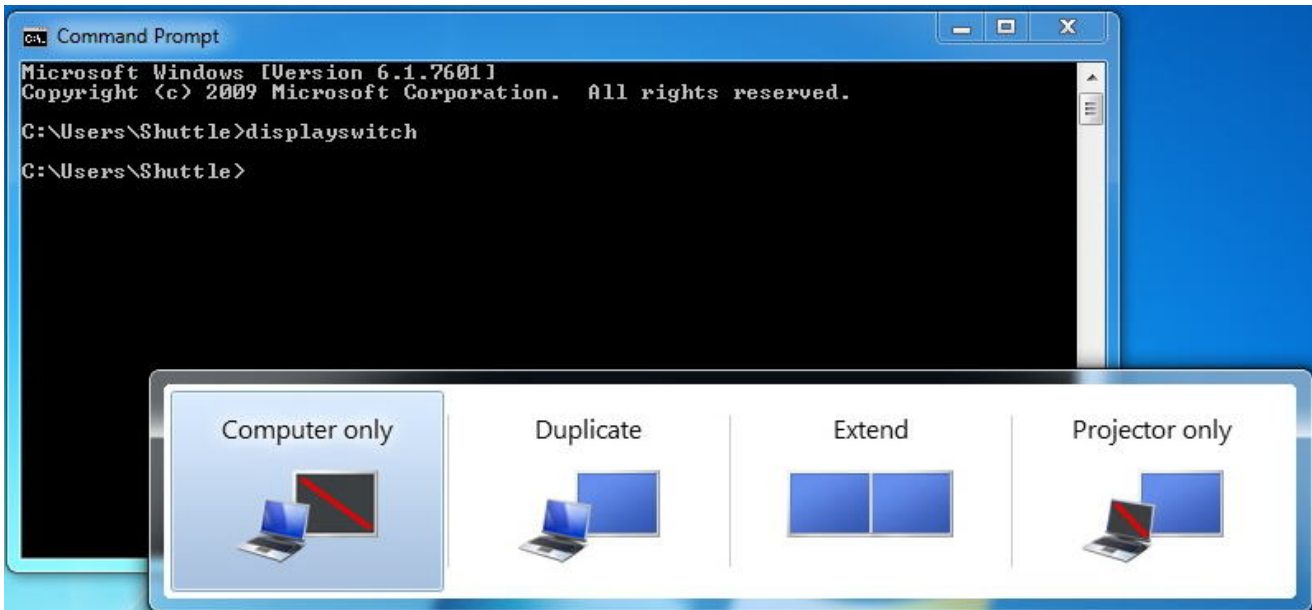 Command Prompt
Microsoft Windows [Version 6.1.7601]
Copyright (c) 2009 Microsoft Corporation.  All rights reserved.
C:\Users\Shuttle>displayswitch
C:\Users\Shuttle>
Computer only
Duplicate
Extend
Projector only